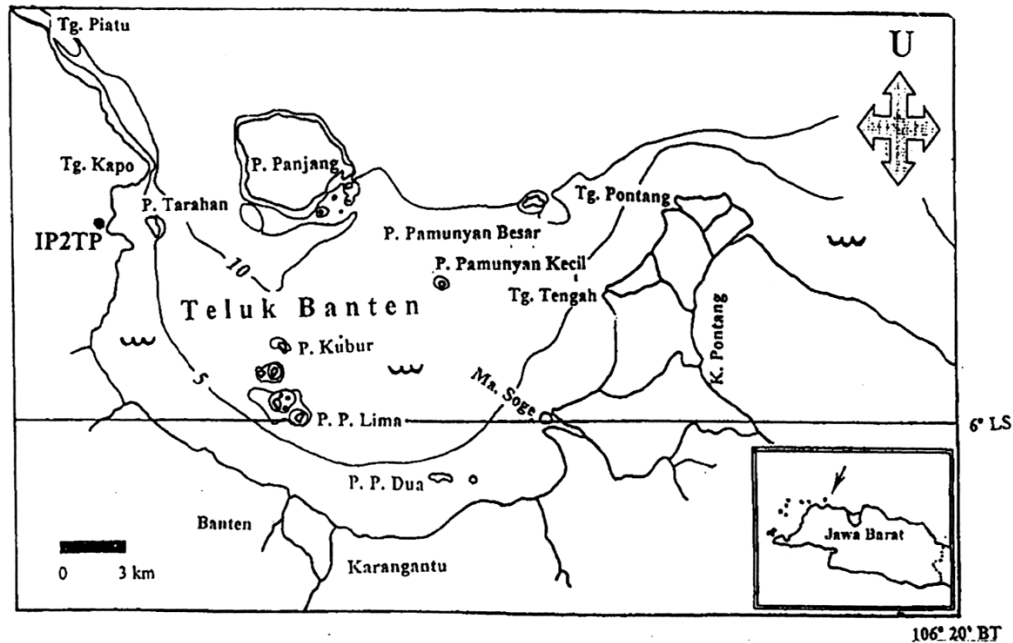 Tg. Piatu
U
Tg. Kapo
P. Panjang
P. Tarahan
Tg. Pontang
IP2TP
P. Pamunyan Besar
10
P. Pamunyan Kecil
Tg. Tengah
Teluk Banten
K. Pontang
P. Kubur
5
Ma. Soge
P. P. Lima
6° LS
P. P. Dua
Banten
Jawa Barat
Karangantu
0 3 km
106° 20' BT